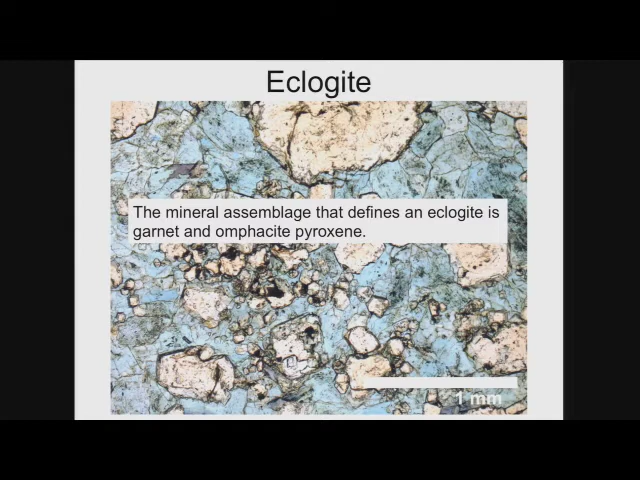 Eclogite
The mineral assemblage that defines an eclogite is
garnet and omphacite pyroxene.
1 mm